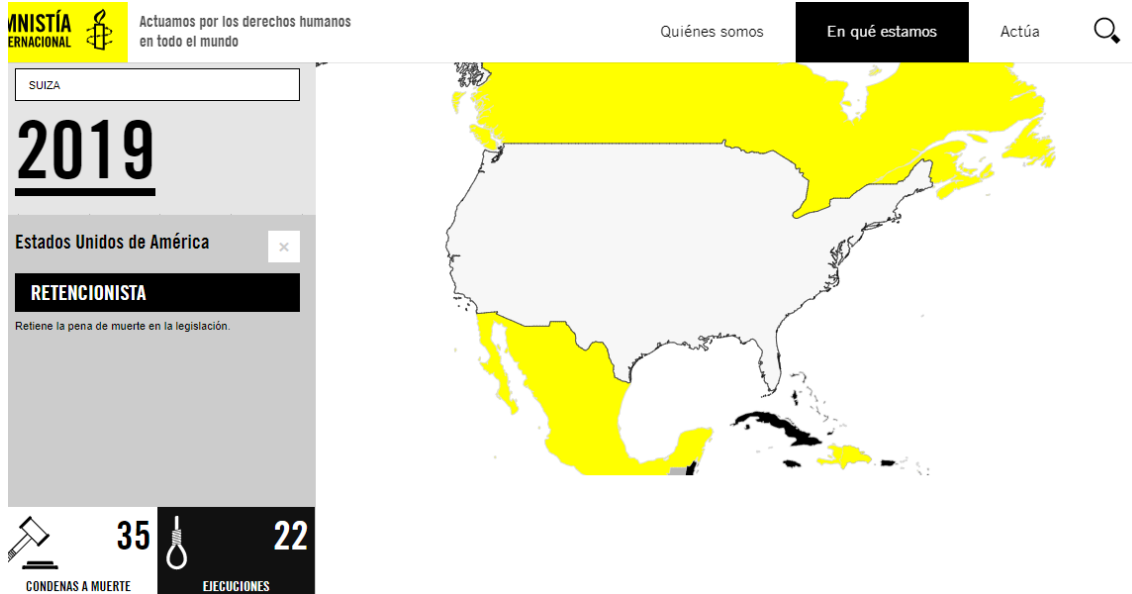 MNISTÍA
ERNACIONAL
Actuamos por los derechos humanos
en todo el mundo
Quiénes somos
En qué estamos
Actúa
SUIZA
2019
Estados Unidos de América
×
RETENCIONISTA
Retiene la pena de muerte en la legislación.
35
CONDENAS A MUERTE
22
EJECUCIONES